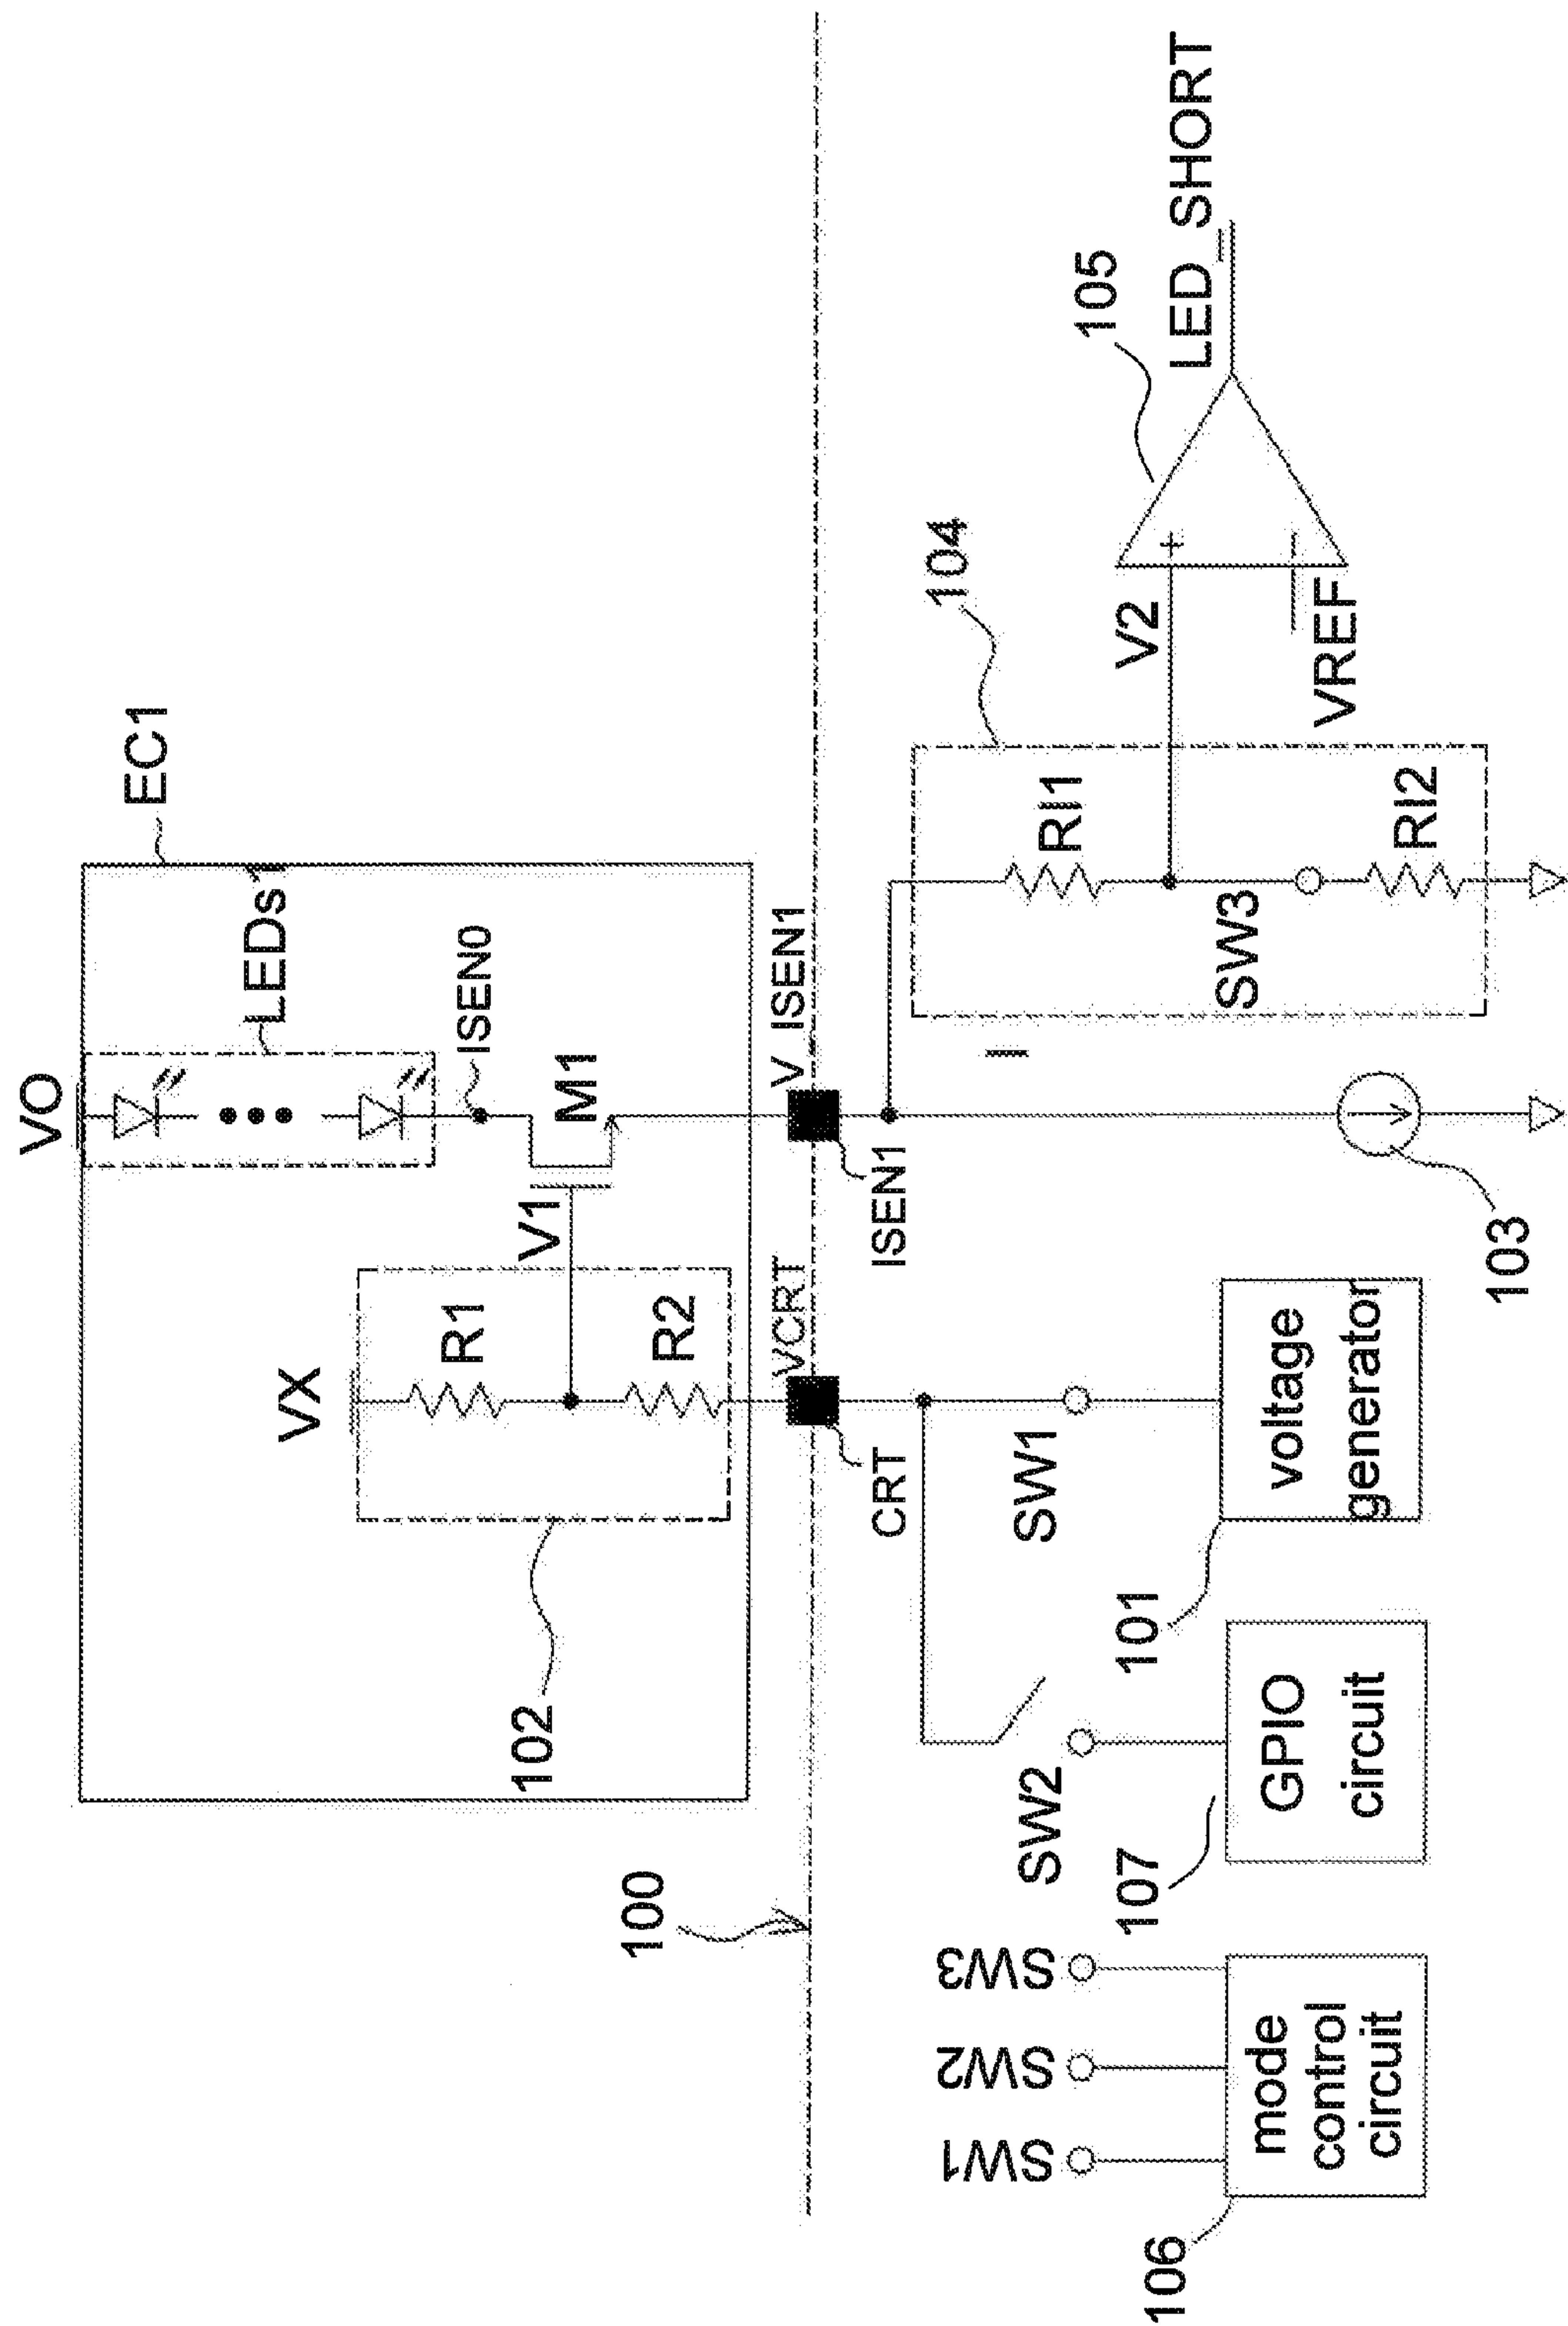 VO
EC1
LEDs
ISEN0
VX
R1
V1
M1
R2
102
100
VCRT
V_ISEN1
CRT
ISEN1
104
SW3
SW2
SW1
SW2
SW1
RI1
SW3
RI2
V2
105
LED_SHORT
VREF
107
101
103
106
mode
control
circuit
GPIO
circuit
voltage
generator